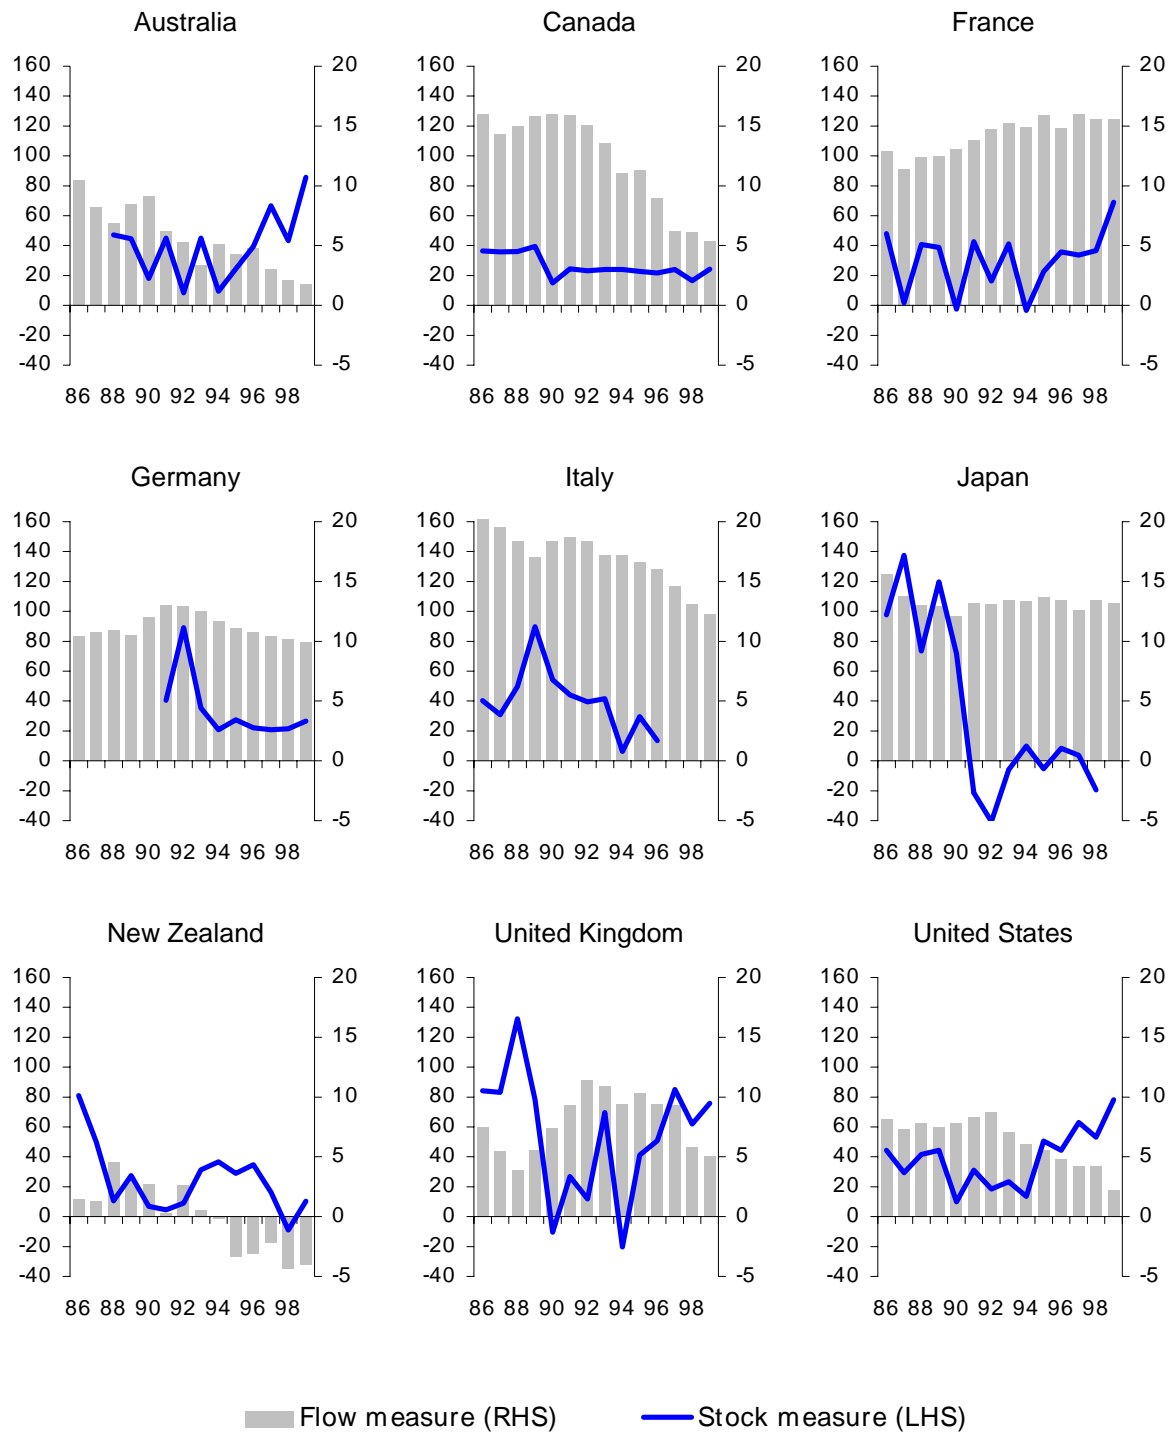 Australia Canada France
160 20 160 20 160 20
140 140 140
120 15 120 15 120 15
100 100 100
80 10 80 10 80 10
60 60 60
40 5 40 5 40 5
20 20 20
0 0 0 0 0 0
-20 -20 -20
-40 -5 -40 -5 -40 -5
86 88 90 92 94 96 98 86 88 90 92 94 96 98 86 88 90 92 94 96 98
Germany Italy Japan
160 20 160 20 160 20
140 140 140
120 15 120 15 120 15
100 100 100
80 10 80 10 80 10
60 60 60
40 5 40 5 40 5
20 20 20
0 0 0 0 0 0
-20 -20 -20
-40 -5 -40 -5 -40 -5
86 88 90 92 94 96 98 86 88 90 92 94 96 98 86 88 90 92 94 96 98
New Zealand United Kingdom United States
160 20 160 20 160 20
140 140 140
120 15 120 15 120 15
100 100 100
80 10 80 10 80 10
60 60 60
40 5 40 5 40 5
20 20 20
0 0 0 0 0 0
-20 -20 -20
-40 -5 -40 -5 -40 -5
86 88 90 92 94 96 98 86 88 90 92 94 96 98 86 88 90 92 94 96 98
Flow measure (RHS) Stock measure (LHS)